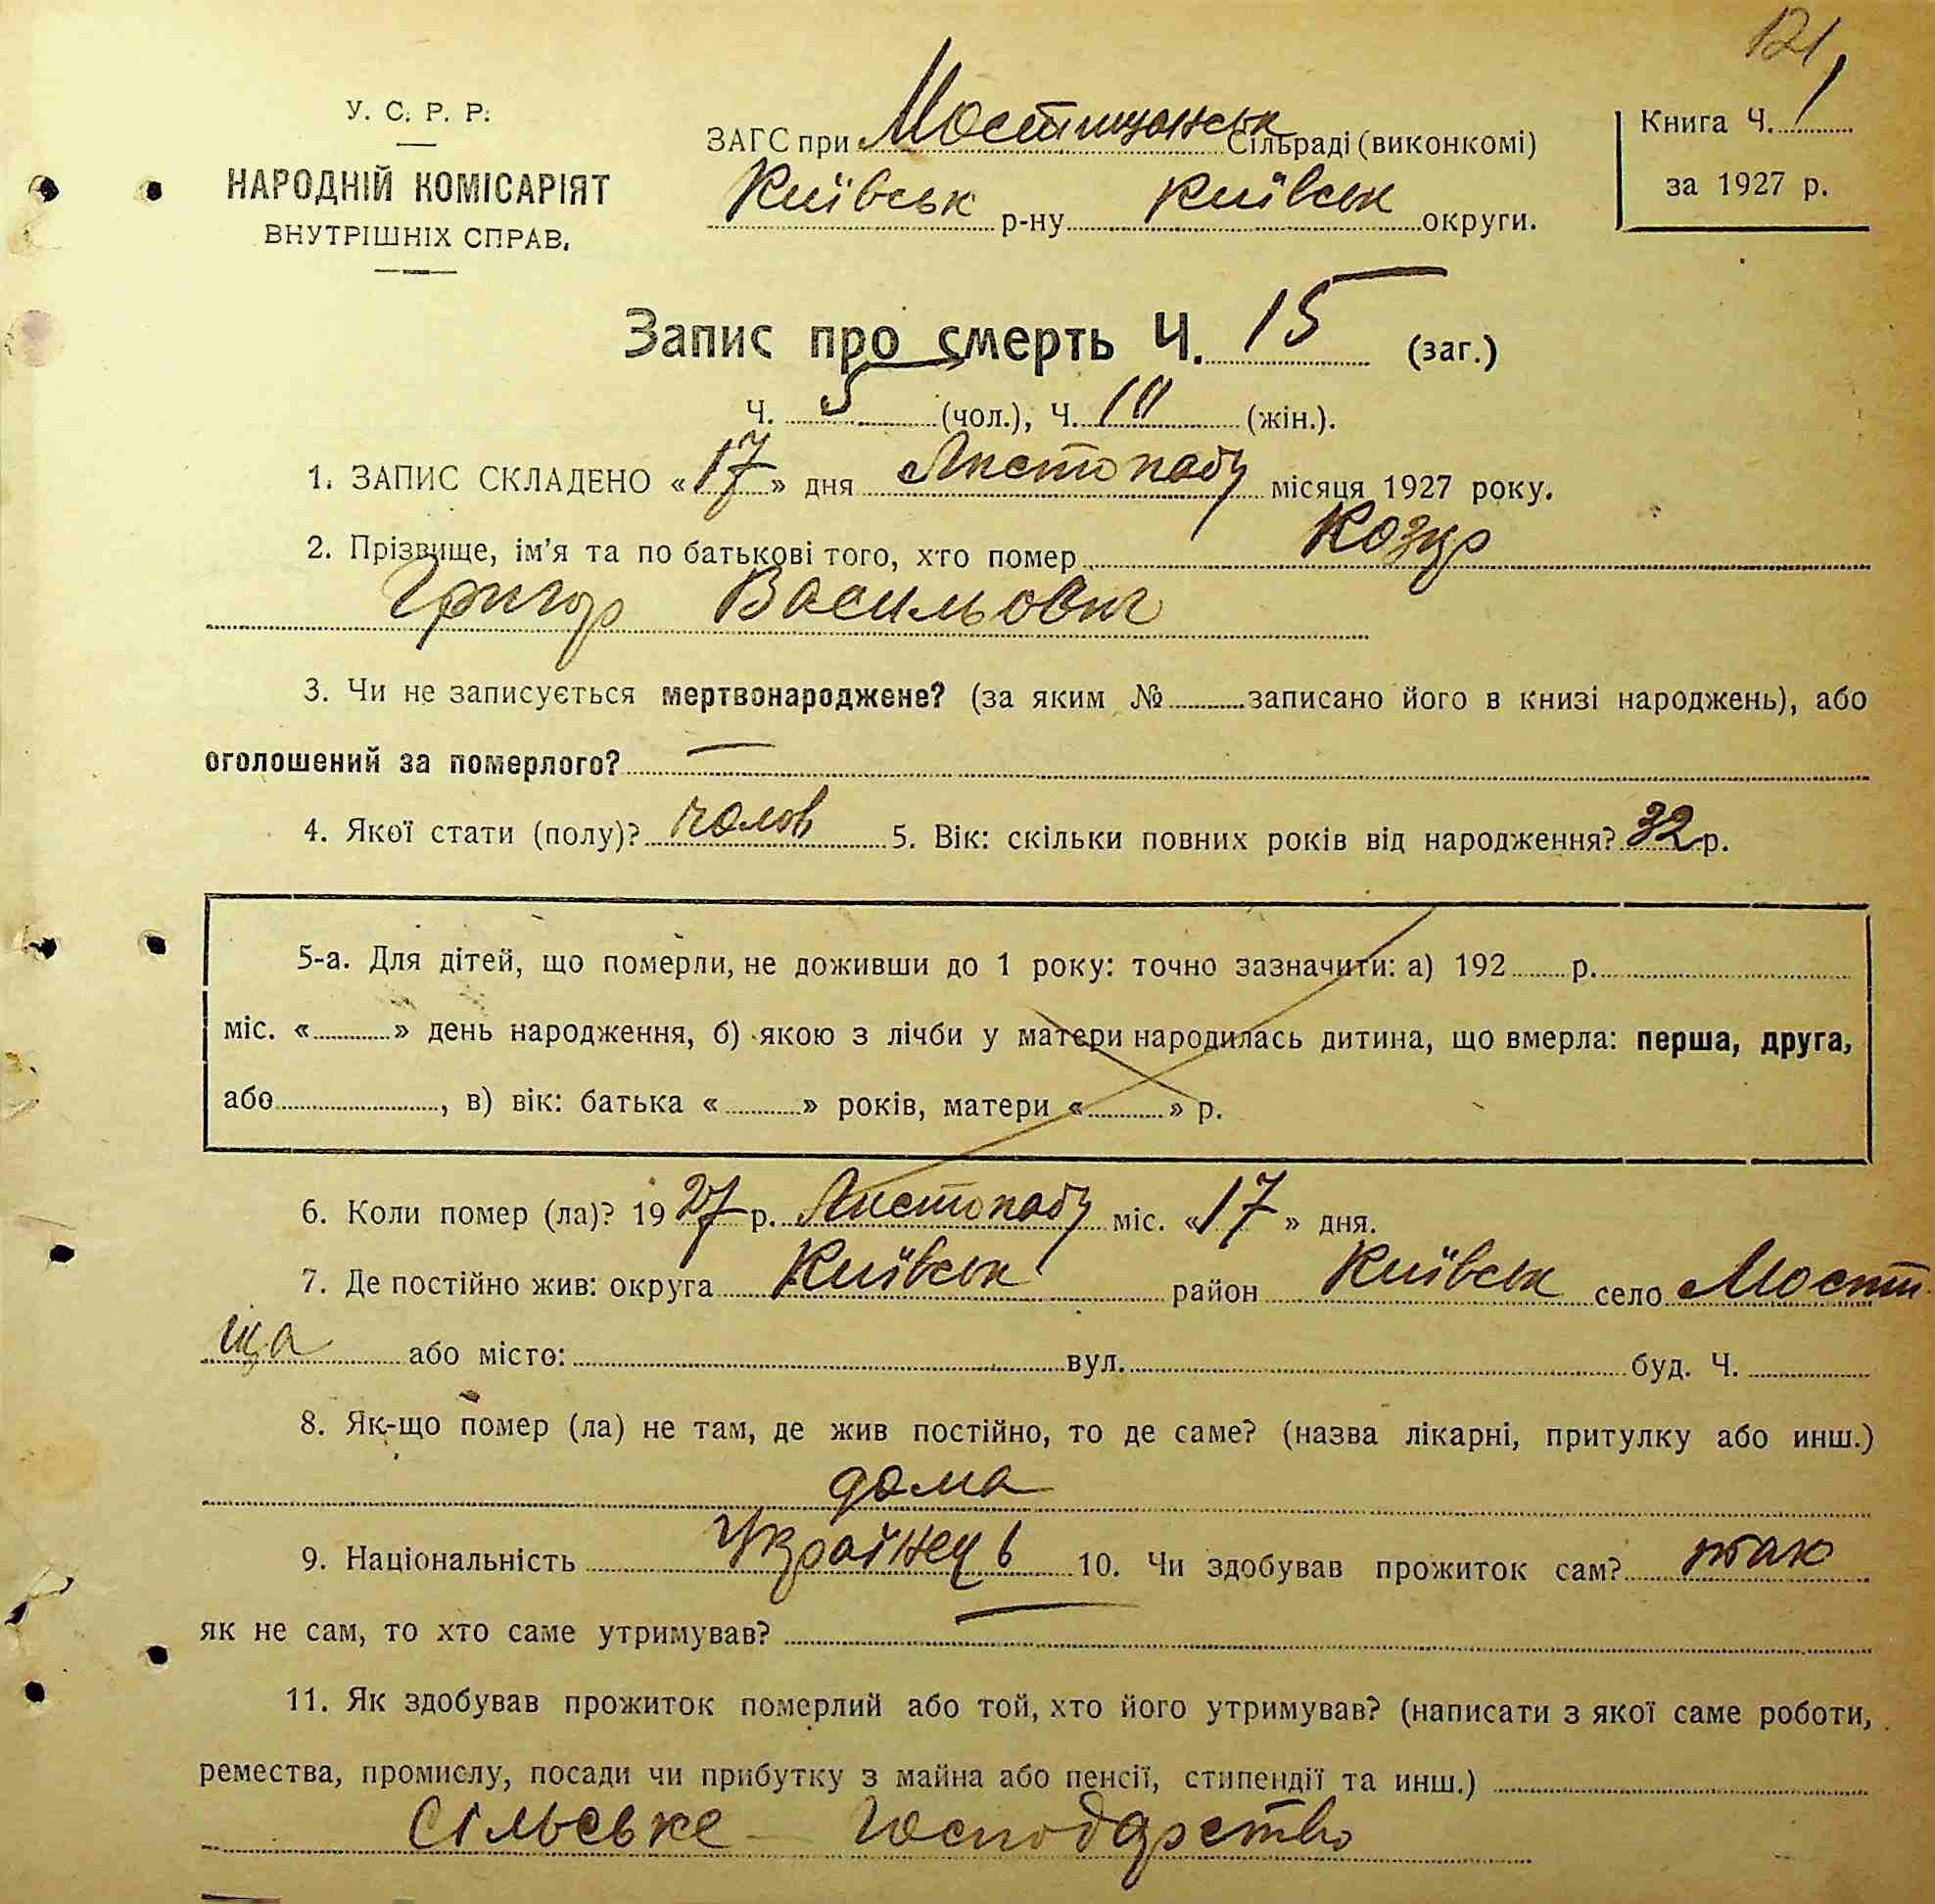 121
У. С. Р. Р.
НАРОДНІЙ КОМІСАРІЯТ
ВНУТРІШНІХ СПРАВ.
ЗАГС при Мостищанськ Сільраді (виконкомі)
Київськ р-ну Київськ округи.
Книга Ч. 1
за 1927 р.
Запис про смерть Ч. 15 (заг.)
Ч. 5 (чол.), Ч. 10 (жін.).
1. ЗАПИС СКЛАДЕНО «17» дня Листопаду місяця 1927 року.
2. Прізвище, ім'я та по батькові того, хто помер Козир
Григор Васильович
3. Чи не записується мертвонароджене? (за яким № записано його в книзі народжень), або
оголошений за померлого? —
4. Якої стати (полу)? чолов 5. Вік: скільки повних років від народження? 32 р.
5-а. Для дітей, що померли, не доживши до 1 року: точно зазначити: а) 192 р.
міс. « » день народження, б) якою з лічби у матери народилась дитина, що вмерла: перша, друга,
або , в) вік: батька « » років, матери « » р.
6. Коли помер (ла)? 1927 р. Листопаду міс. «17» дня.
7. Де постійно жив: округа Київськ район Київськ село Мости
ща або місто: вул. буд. Ч.
8. Як-що помер (ла) не там, де жив постійно, то де саме? (назва лікарні, притулку або инш.)
дома
9. Національність Українець 10. Чи здобував прожиток сам? так
як не сам, то хто саме утримував? —
11. Як здобував прожиток померлий або той, хто його утримував? (написати з якої саме роботи,
ремества, промислу, посади чи прибутку з майна або пенсії, стипендії та инш.)
Сільське Господарство